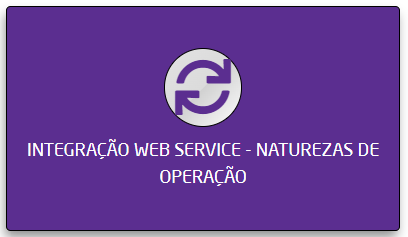 INTEGRAÇÃO WEB SERVICE - NATUREZAS DE
OPERAÇÃO